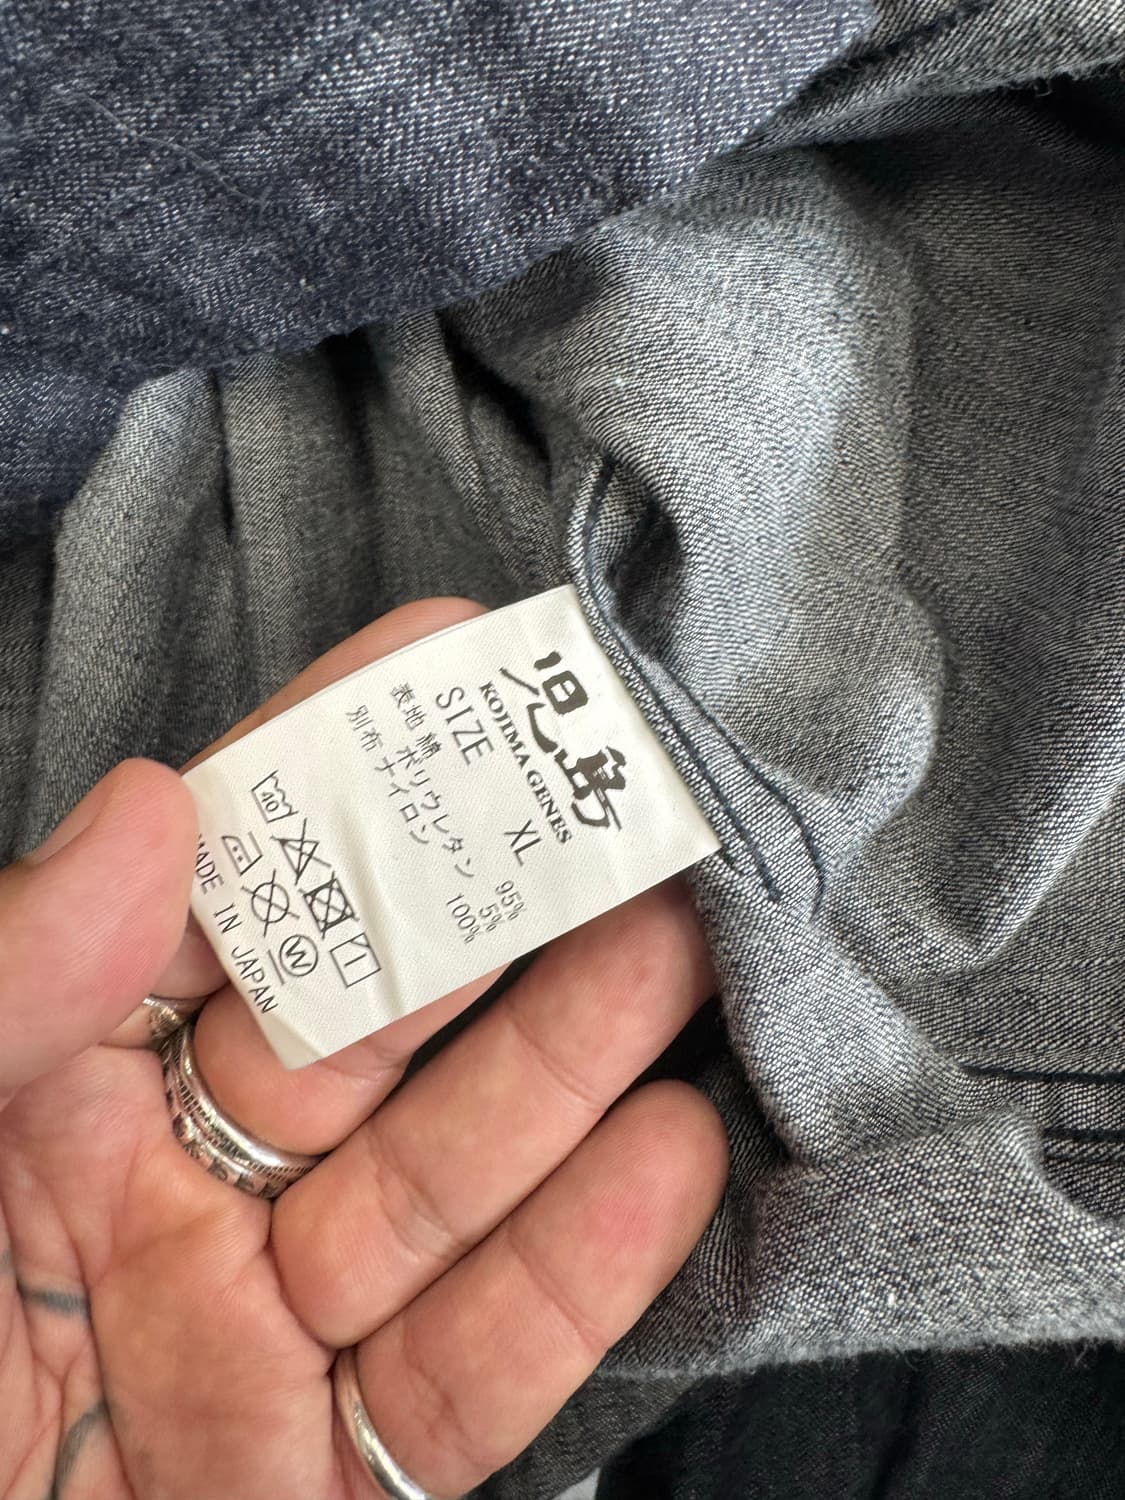 児島
KOJIMA GENES
SIZE XL
表地 綿 95%
ポリウレタン 5%
別布 ナイロン 100%
40
W
MADE IN JAPAN